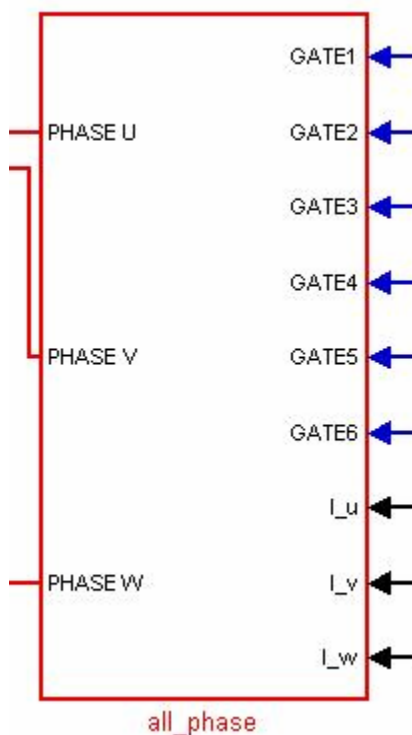 GATE1
PHASE U
GATE2
GATE3
GATE4
PHASE V
GATE5
GATE6
I_u
PHASE W
I_v
I_w
all_phase